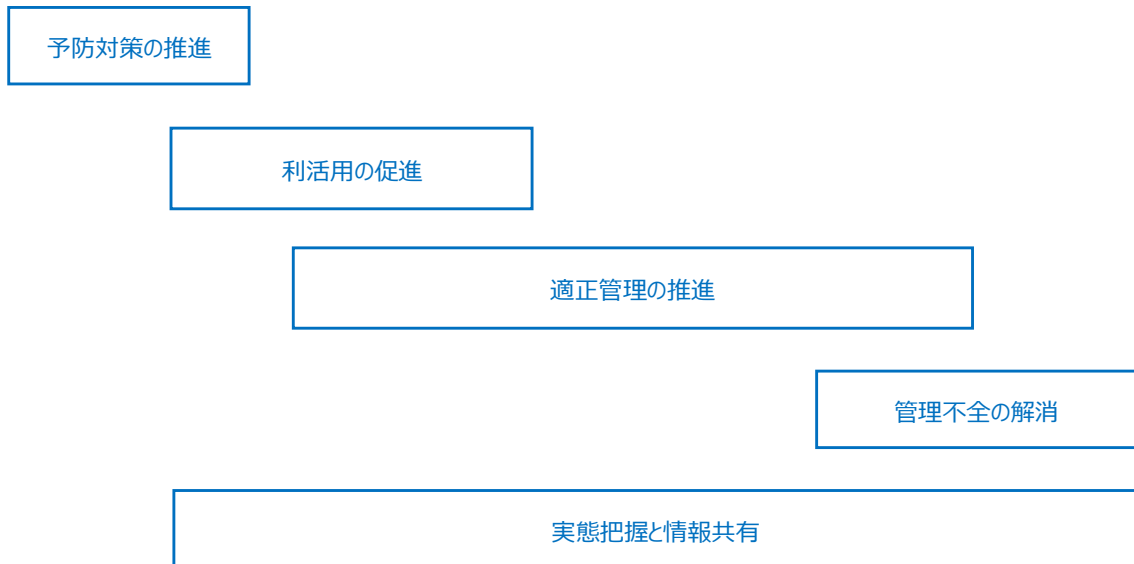 予防対策の推進
利活用の促進
適正管理の推進
管理不全の解消
実態把握と情報共有